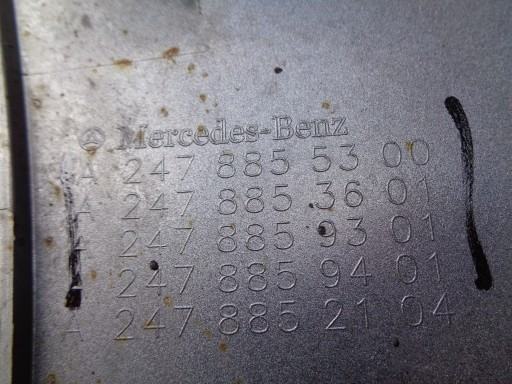 Mercedes-Benz
A 247 885 53 00
A 247 885 36 01
A 247 885 93 01
A 247 885 94 01
A 247 885 21 04